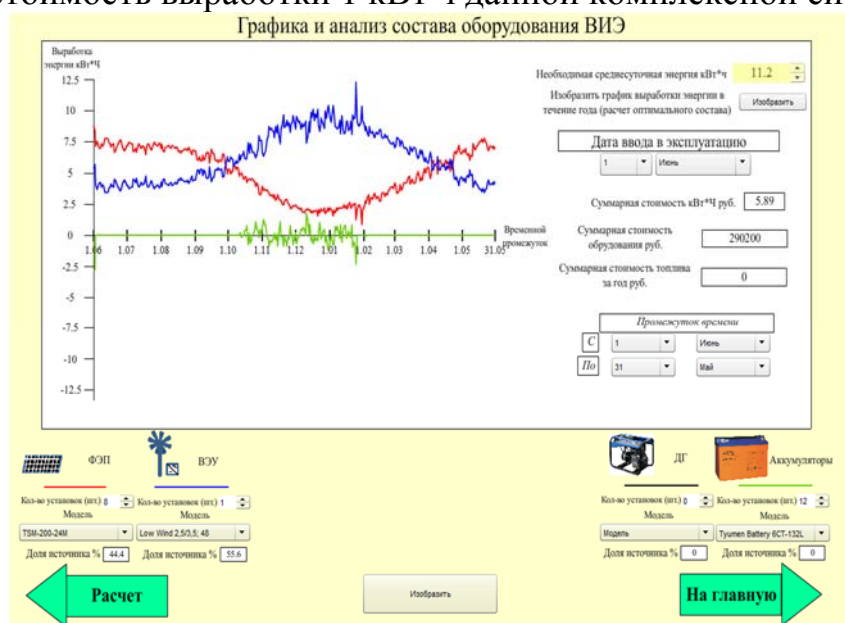 стоимость выработки 1 кВт·ч данной комплексной си
Графика и анализ состава оборудования ВИЭ
Выработка
энергии кВт*Ч
12.5
10
7.5
5
2.5
0
-2.5
-5
-7.5
-10
-12.5
1.06 1.07 1.08 1.09 1.10 1.11 1.12 1.01 1.02 1.03 1.04 1.05 31.05
Временной
промежуток
Необходимая среднесуточная энергия кВт*ч 11.2
Изобразить график выработки энергии в
течение года (расчет оптимального состава)
Изобразить
Дата ввода в эксплуатацию
1 Июнь
Суммарная стоимость кВт*Ч руб. 5.89
Суммарная стоимость
обрудования руб. 290200
Суммарная стоимость топлива
за год руб. 0
Промежуток времени
С 1 Июнь
По 31 Май
ФЭП ВЭУ ДГ Аккумуляторы
Кол-во установок (шт.) 8 Кол-во установок (шт.) 1 Кол-во установок (шт.) 0 Кол-во установок (шт.) 12
Модель Модель Модель Модель
TSM-200-24M Low Wind 2,5/3,5; 48 Модель Tyumen Battery 6CT-132L
Доля источника % 44.4 Доля источника % 55.6 Доля источника % 0 Доля источника % 0
Расчет Изобразить На главную